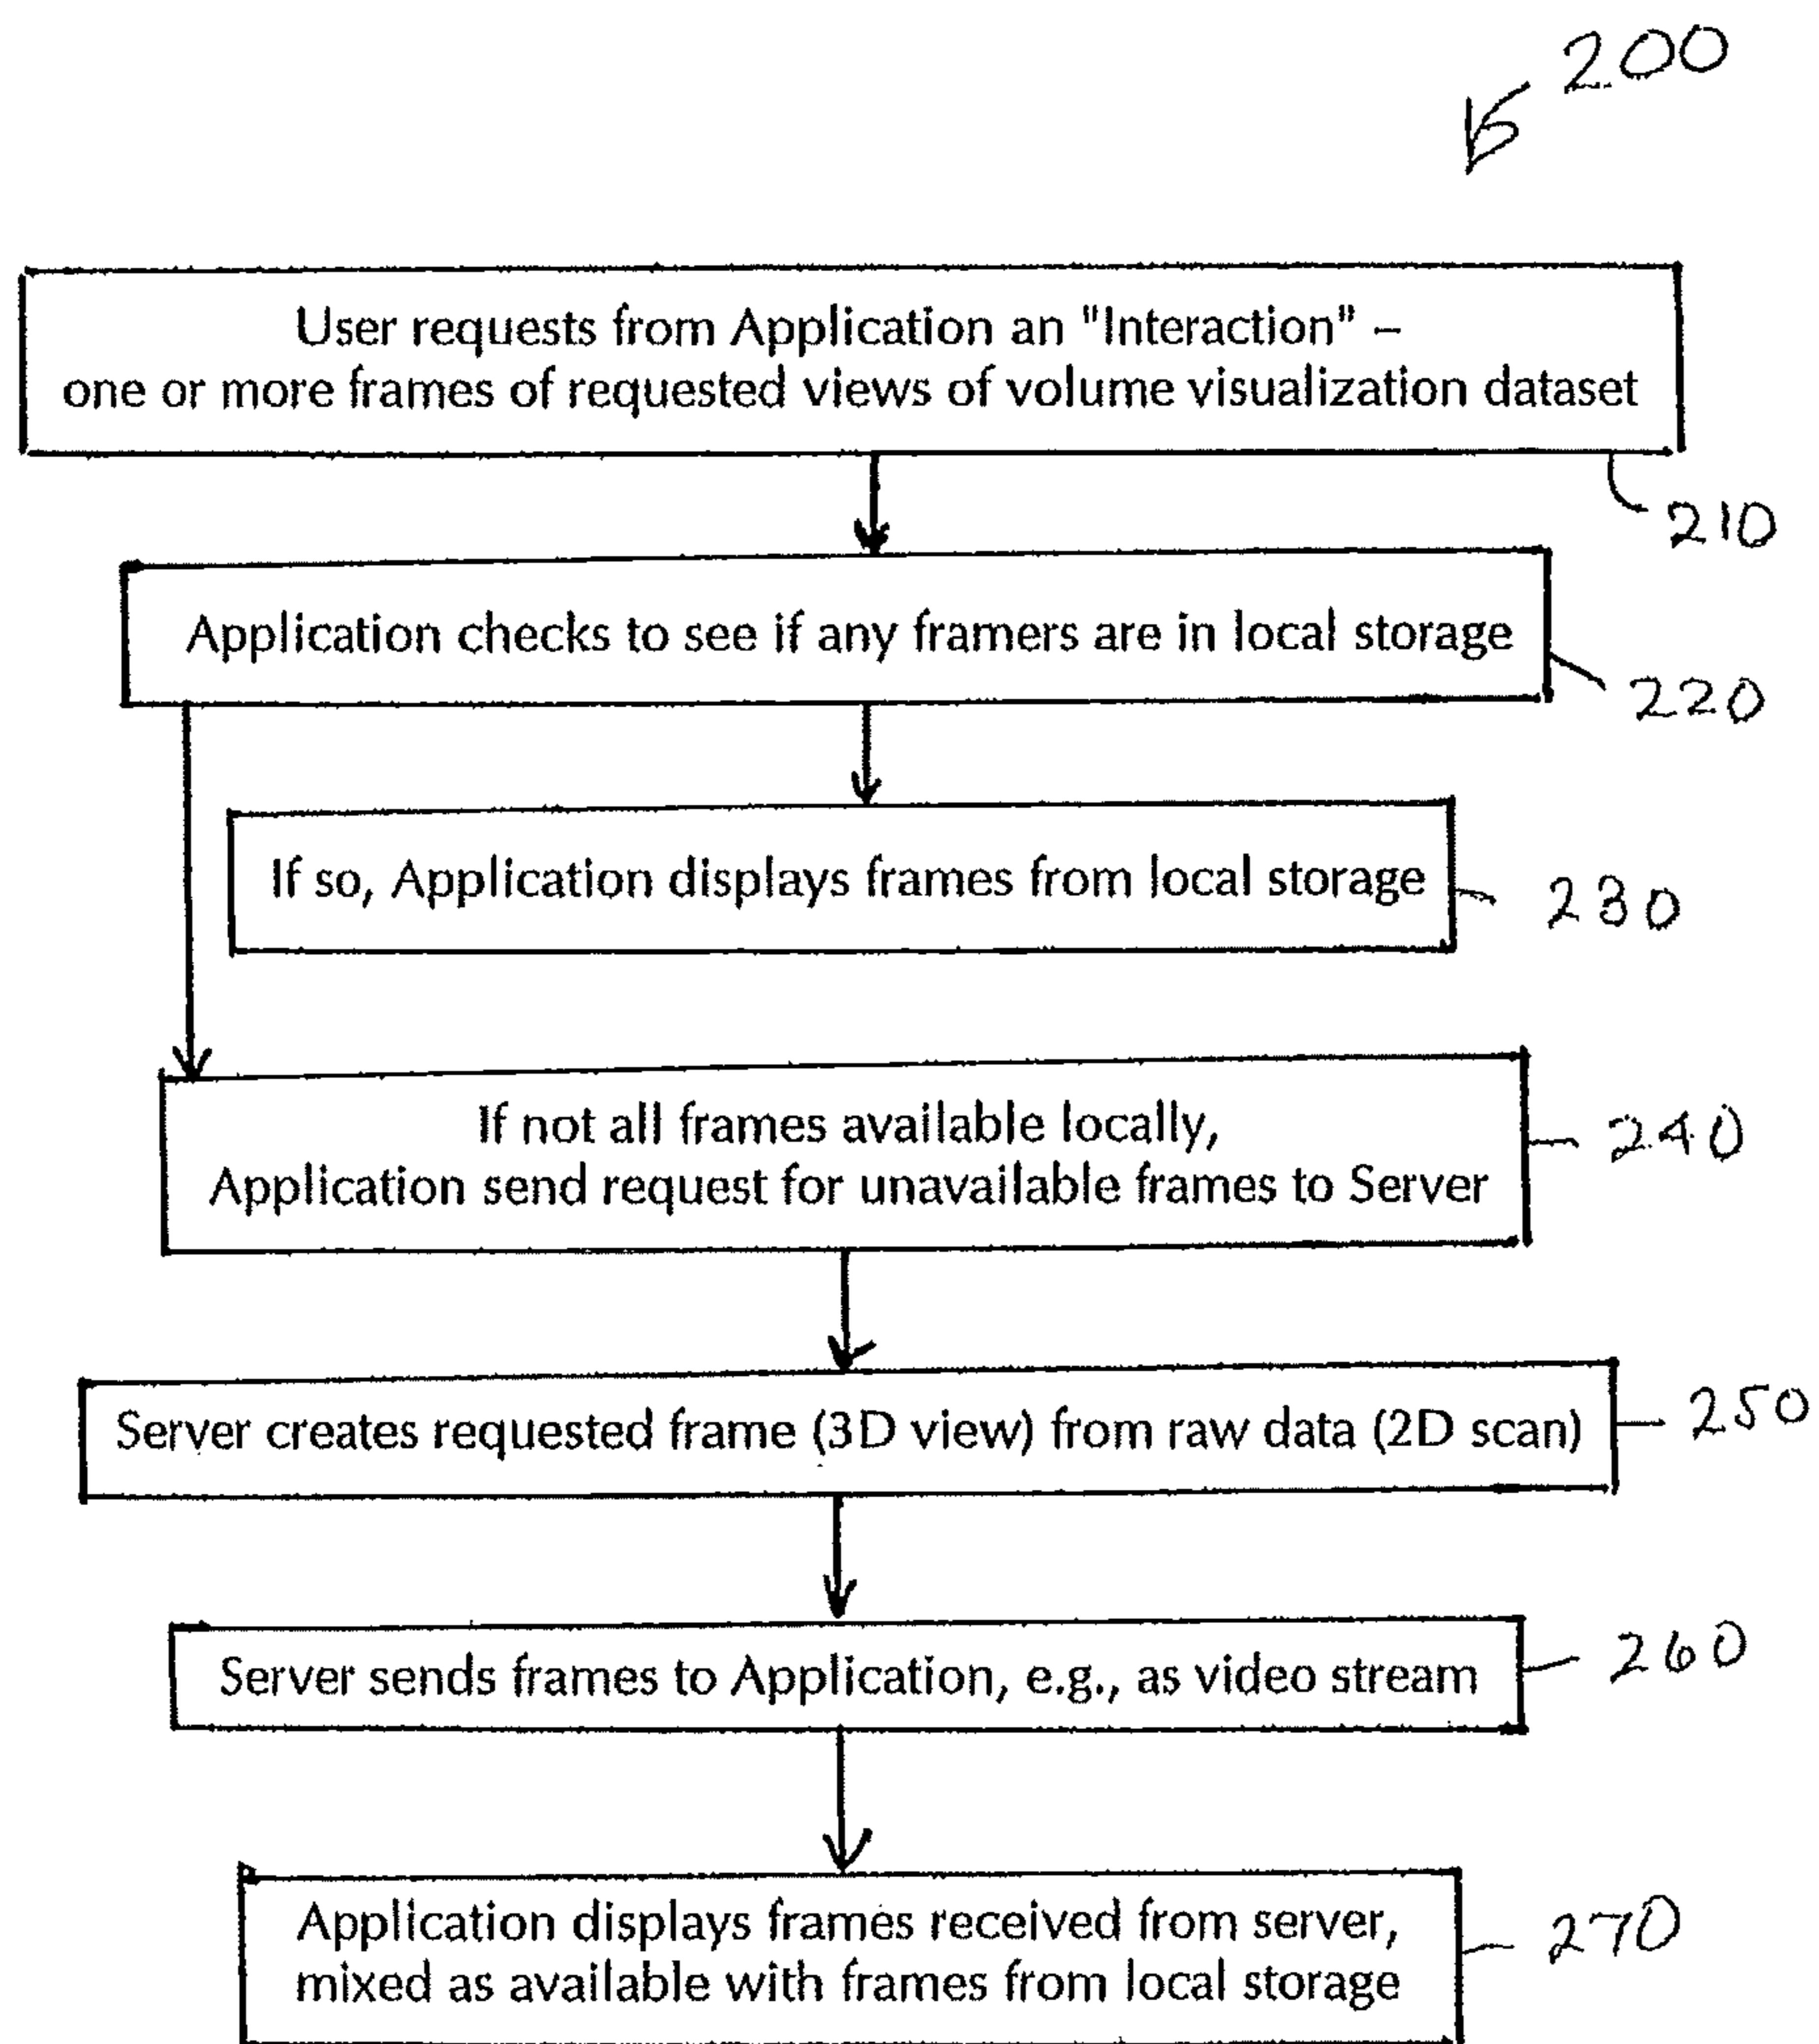 200
User requests from Application an "Interaction" –
one or more frames of requested views of volume visualization dataset
210
Application checks to see if any framers are in local storage
220
If so, Application displays frames from local storage
230
If not all frames available locally,
Application send request for unavailable frames to Server
240
Server creates requested frame (3D view) from raw data (2D scan)
250
Server sends frames to Application, e.g., as video stream
260
Application displays frames received from server,
mixed as available with frames from local storage
270